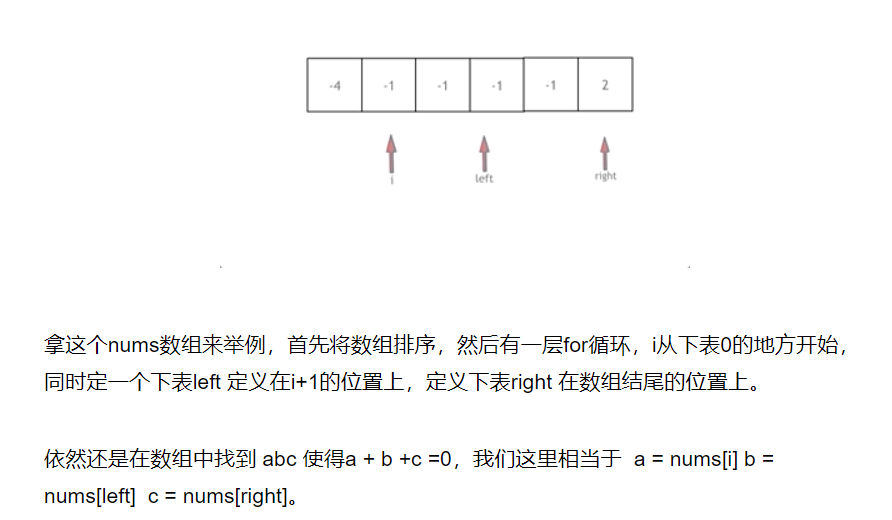 -4 -1 -1 -1 -1 2
i left right
拿这个nums数组来举例，首先将数组排序，然后有一层for循环，i从下表0的地方开始，
同时定一个下表left 定义在i+1的位置上，定义下表right 在数组结尾的位置上。
依然还是在数组中找到 abc 使得a + b +c =0，我们这里相当于 a = nums[i] b =
nums[left] c = nums[right]。